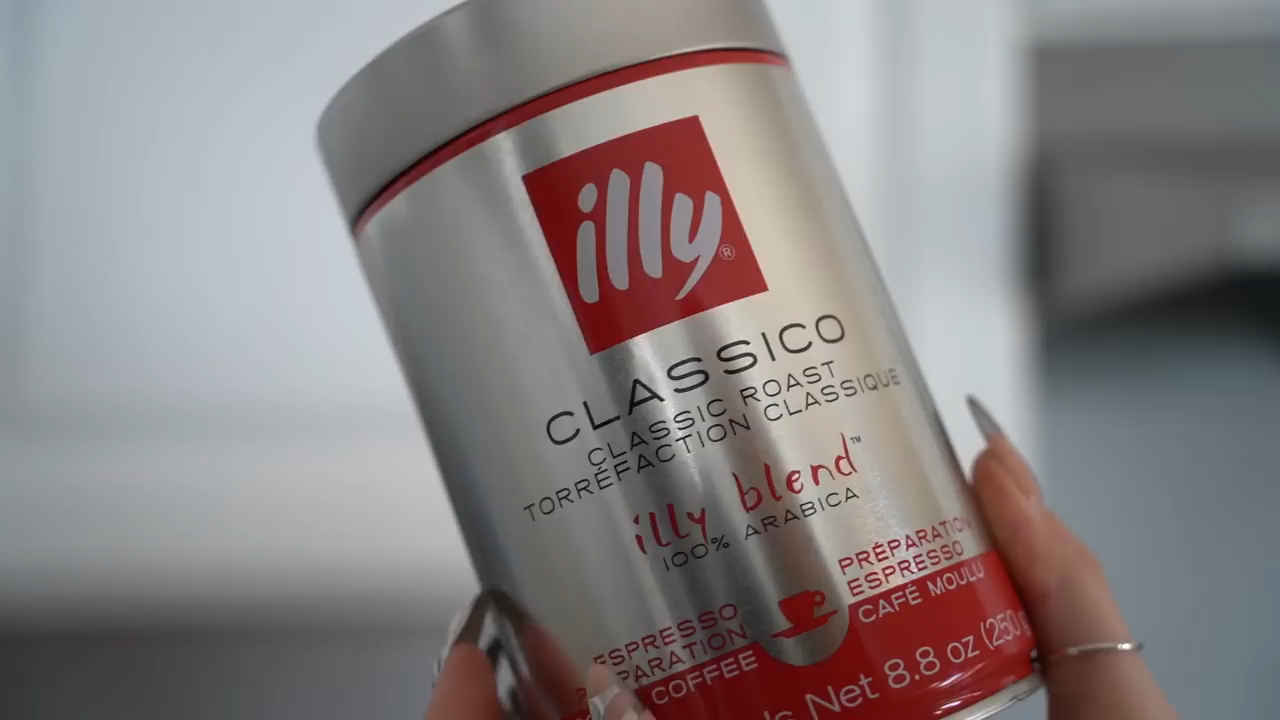 illy®
CLASSICO
CLASSIC ROAST
TORRÉFACTION CLASSIQUE
illy blend™
100% ARABICA
ESPRESSO
PRÉPARATION
ESPRESSO
CAFÉ MOULU
COFFEE
Net 8.8 oz (250